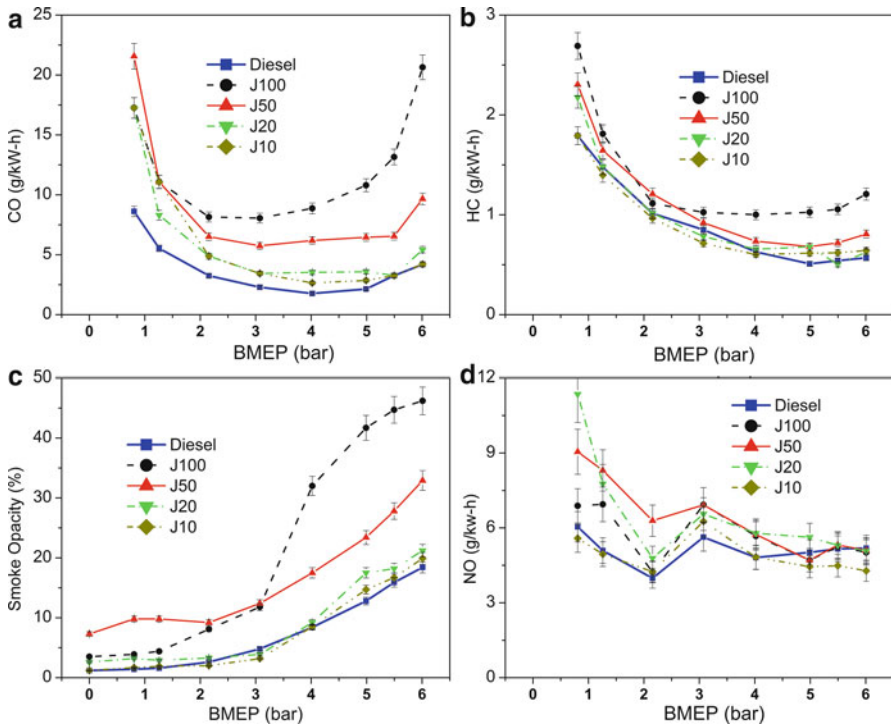 a
CO (g/kW-h)
25
20
15
10
5
0
Diesel
J100
J50
J20
J10
0 1 2 3 4 5 6
BMEP (bar)
b
HC (g/kW-h)
3
2
1
0
Diesel
J100
J50
J20
J10
0 1 2 3 4 5 6
BMEP (bar)
c
Smoke Opacity (%)
50
40
30
20
10
0
Diesel
J100
J50
J20
J10
0 1 2 3 4 5 6
BMEP (bar)
d
NO (g/kw-h)
12
9
6
3
0
Diesel
J100
J50
J20
J10
0 1 2 3 4 5 6
BMEP (bar)